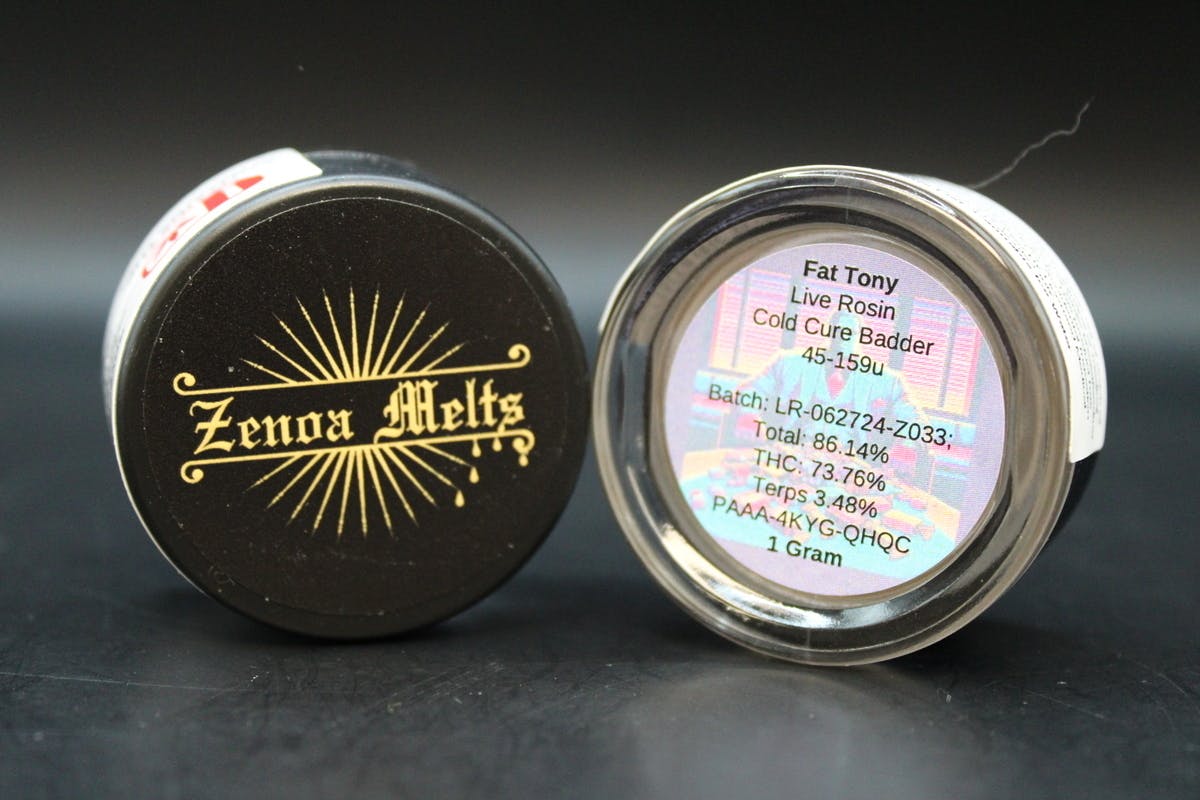 Zenoa Melts
Fat Tony
Live Rosin
Cold Cure Badder
45-159u
Batch: LR-062724-Z033;
Total: 86.14%
THC: 73.76%
Terps 3.48%
PAAA-4KYG-QHQC
1 Gram